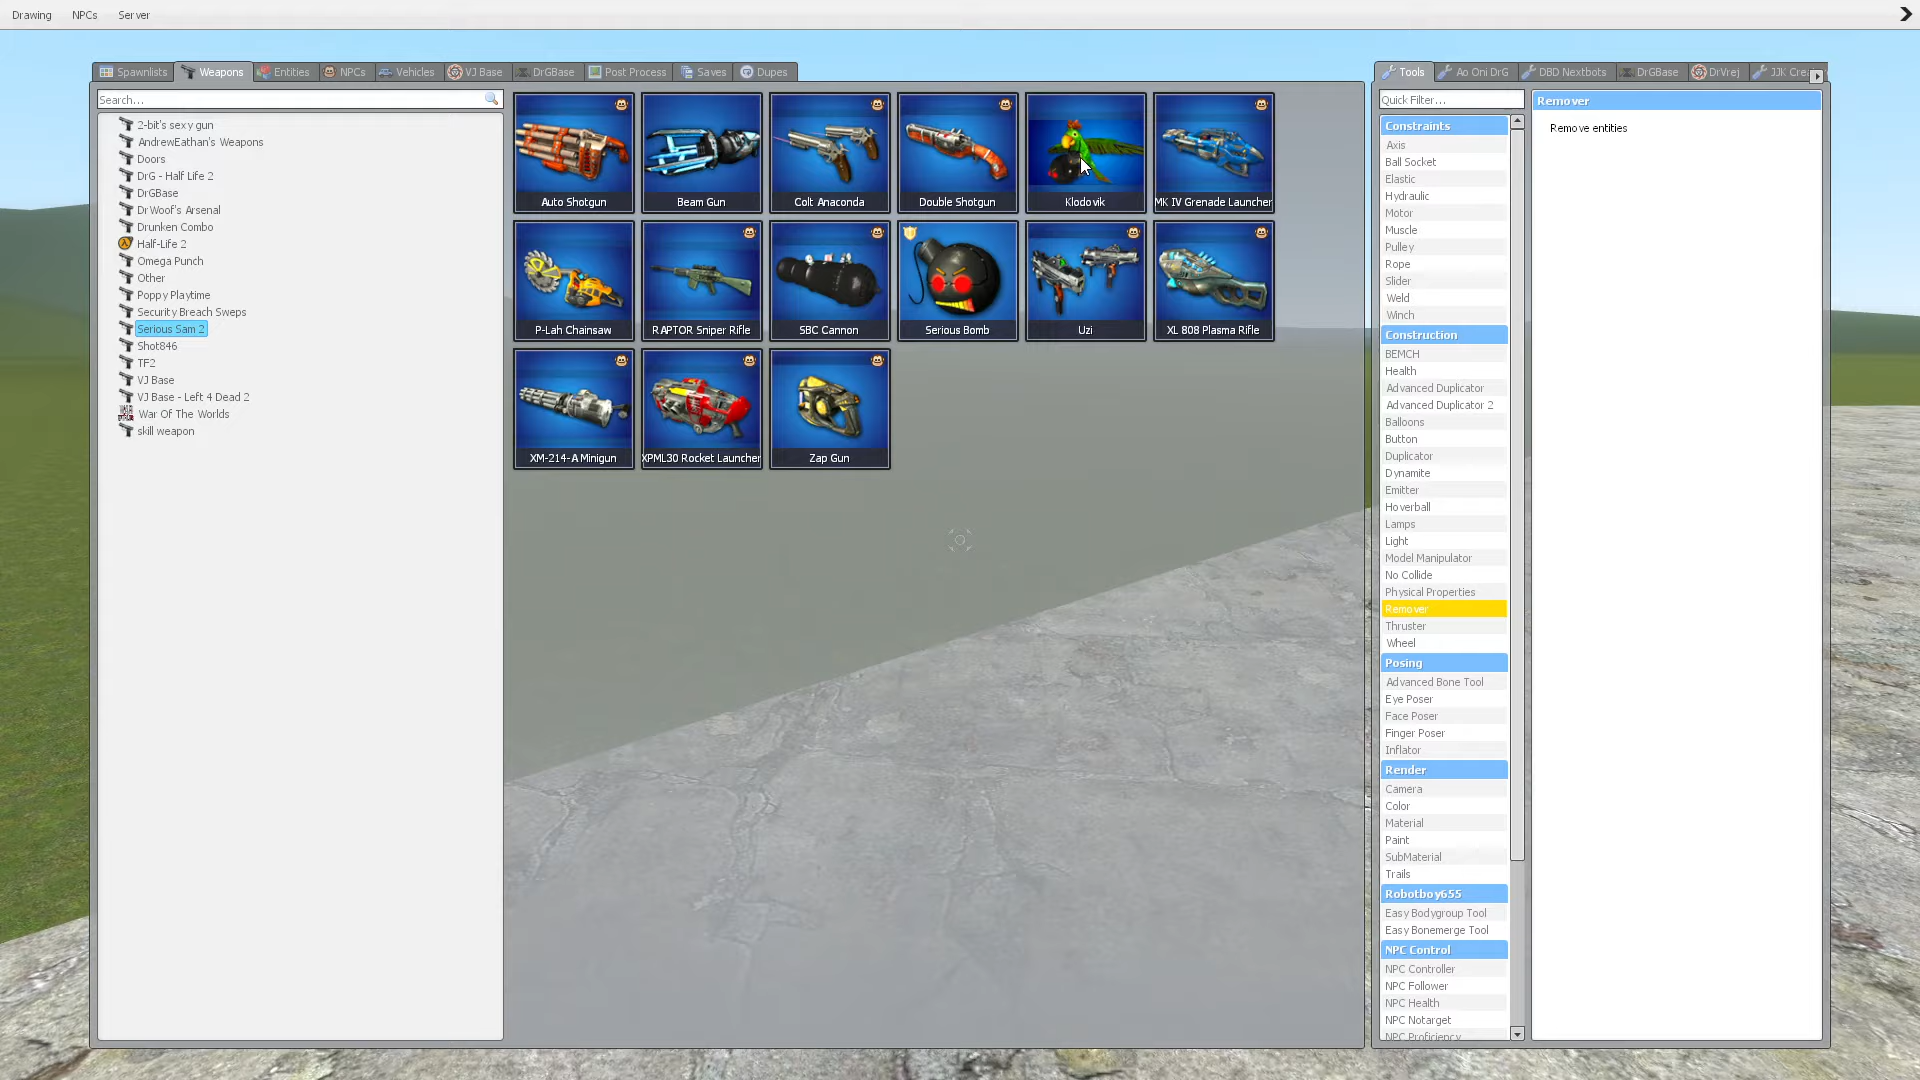 Drawing NPCs Server
Spawnlists Weapons Entities NPCs Vehicles VJ Base DrGBase Post Process Saves Dupes
Search...
2-bit's sexy gun
AndrewEathan's Weapons
Doors
DrG - Half Life 2
DrGBase
DrWoof's Arsenal
Drunken Combo
Half-Life 2
Omega Punch
Other
Poppy Playtime
Security Breach Sweps
Serious Sam 2
Shot846
TF2
VJ Base
VJ Base - Left 4 Dead 2
War Of The Worlds
skill weapon
Auto Shotgun Beam Gun Colt Anaconda Double Shotgun Klodovik MK IV Grenade Launcher
P-Lah Chainsaw RAPTOR Sniper Rifle SBC Cannon Serious Bomb Uzi XL 808 Plasma Rifle
XM-214-A Minigun XPML30 Rocket Launcher Zap Gun
Tools Ao Oni DrG DBD Nextbots DrGBase DrVrej JJK Cre
Quick Filter...
Constraints
Axis
Ball Socket
Elastic
Hydraulic
Motor
Muscle
Pulley
Rope
Slider
Weld
Winch
Construction
BEMCH
Health
Advanced Duplicator
Advanced Duplicator 2
Balloons
Button
Duplicator
Dynamite
Emitter
Hoverball
Lamps
Light
Model Manipulator
No Collide
Physical Properties
Remover
Thruster
Wheel
Posing
Advanced Bone Tool
Eye Poser
Face Poser
Finger Poser
Inflator
Render
Camera
Color
Material
Paint
SubMaterial
Trails
Robotboy655
Easy Bodygroup Tool
Easy Bonemerge Tool
NPC Control
NPC Controller
NPC Follower
NPC Health
NPC Notarget
NPC Proficiency
Remover
Remove entities